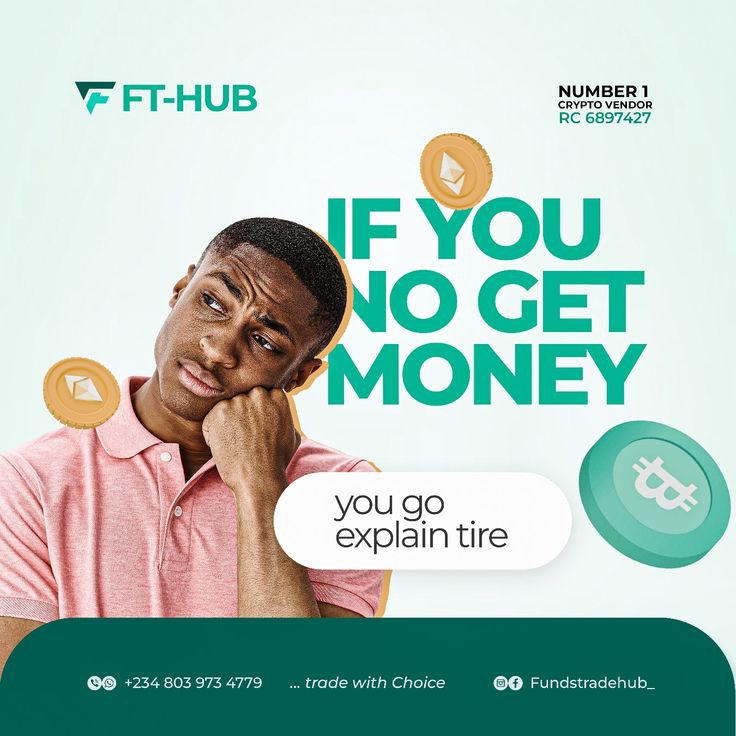 FT-HUB
NUMBER 1
CRYPTO VENDOR
RC 6897427
IF YOU
NO GET
MONEY
you go
explain tire
+234 803 973 4779
... trade with Choice
Fundstradehub_